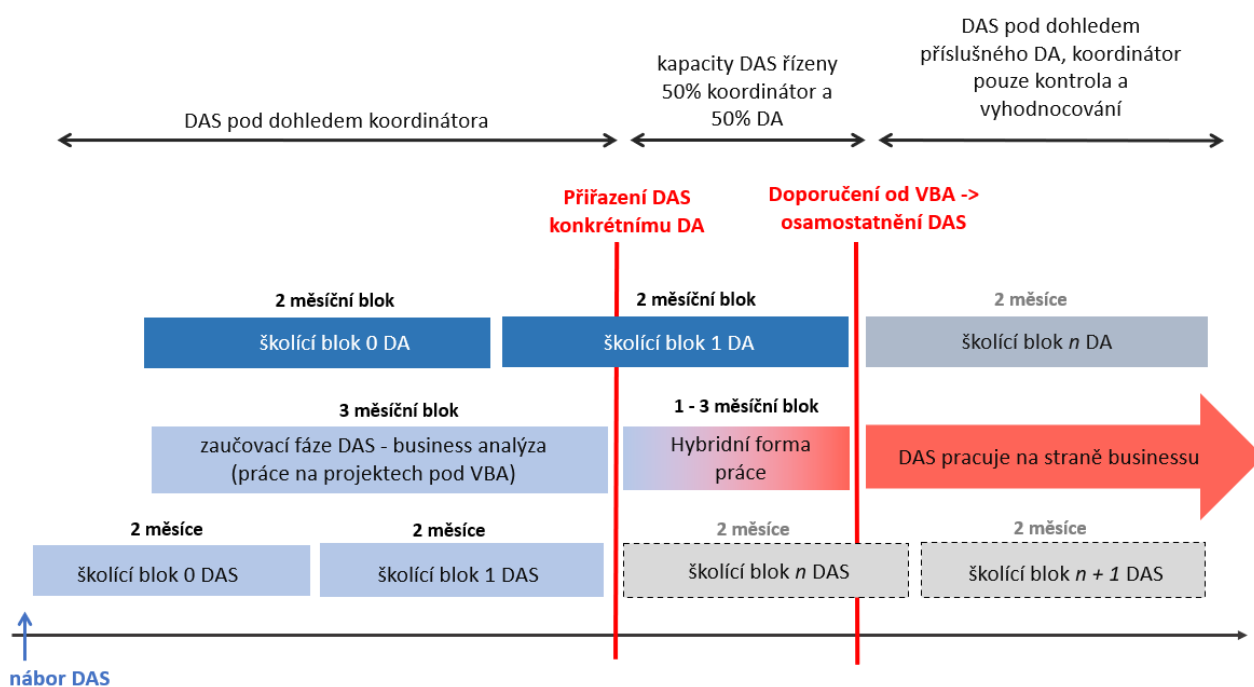 DAS pod dohledem koordinátora
kapacity DAS řízeny
50% koordinátor a
50% DA
DAS pod dohledem
příslušného DA, koordinátor
pouze kontrola a
vyhodnocování
Přiřazení DAS
konkrétnímu DA
Doporučení od VBA ->
osamostatnění DAS
2 měsíční blok
školící blok 0 DA
2 měsíční blok
školící blok 1 DA
2 měsíce
školící blok n DA
3 měsíční blok
zaučovací fáze DAS - business analýza
(práce na projektech pod VBA)
1 - 3 měsíční blok
Hybridní forma
práce
DAS pracuje na straně businessu
2 měsíce
školící blok 0 DAS
2 měsíce
školící blok 1 DAS
2 měsíce
školící blok n DAS
2 měsíce
školící blok n + 1 DAS
nábor DAS